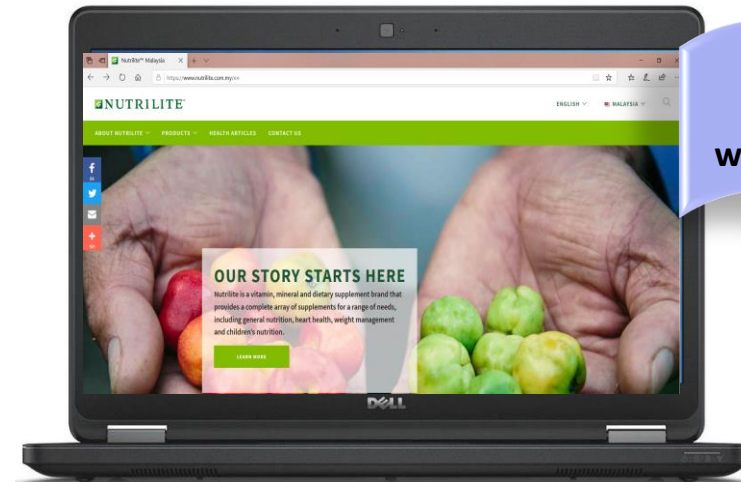 Nutrilite™ Malaysia
https://www.nutrilite.com.my/en
NUTRILITE
ENGLISH
MALAYSIA
ABOUT NUTRILITE
PRODUCTS
HEALTH ARTICLES
CONTACT US
OUR STORY STARTS HERE
Nutrilite is a vitamin, mineral and dietary supplement brand that
provides a complete array of supplements for a range of needs,
including general nutrition, heart health, weight management
and children's nutrition.
LEARN MORE
DELL